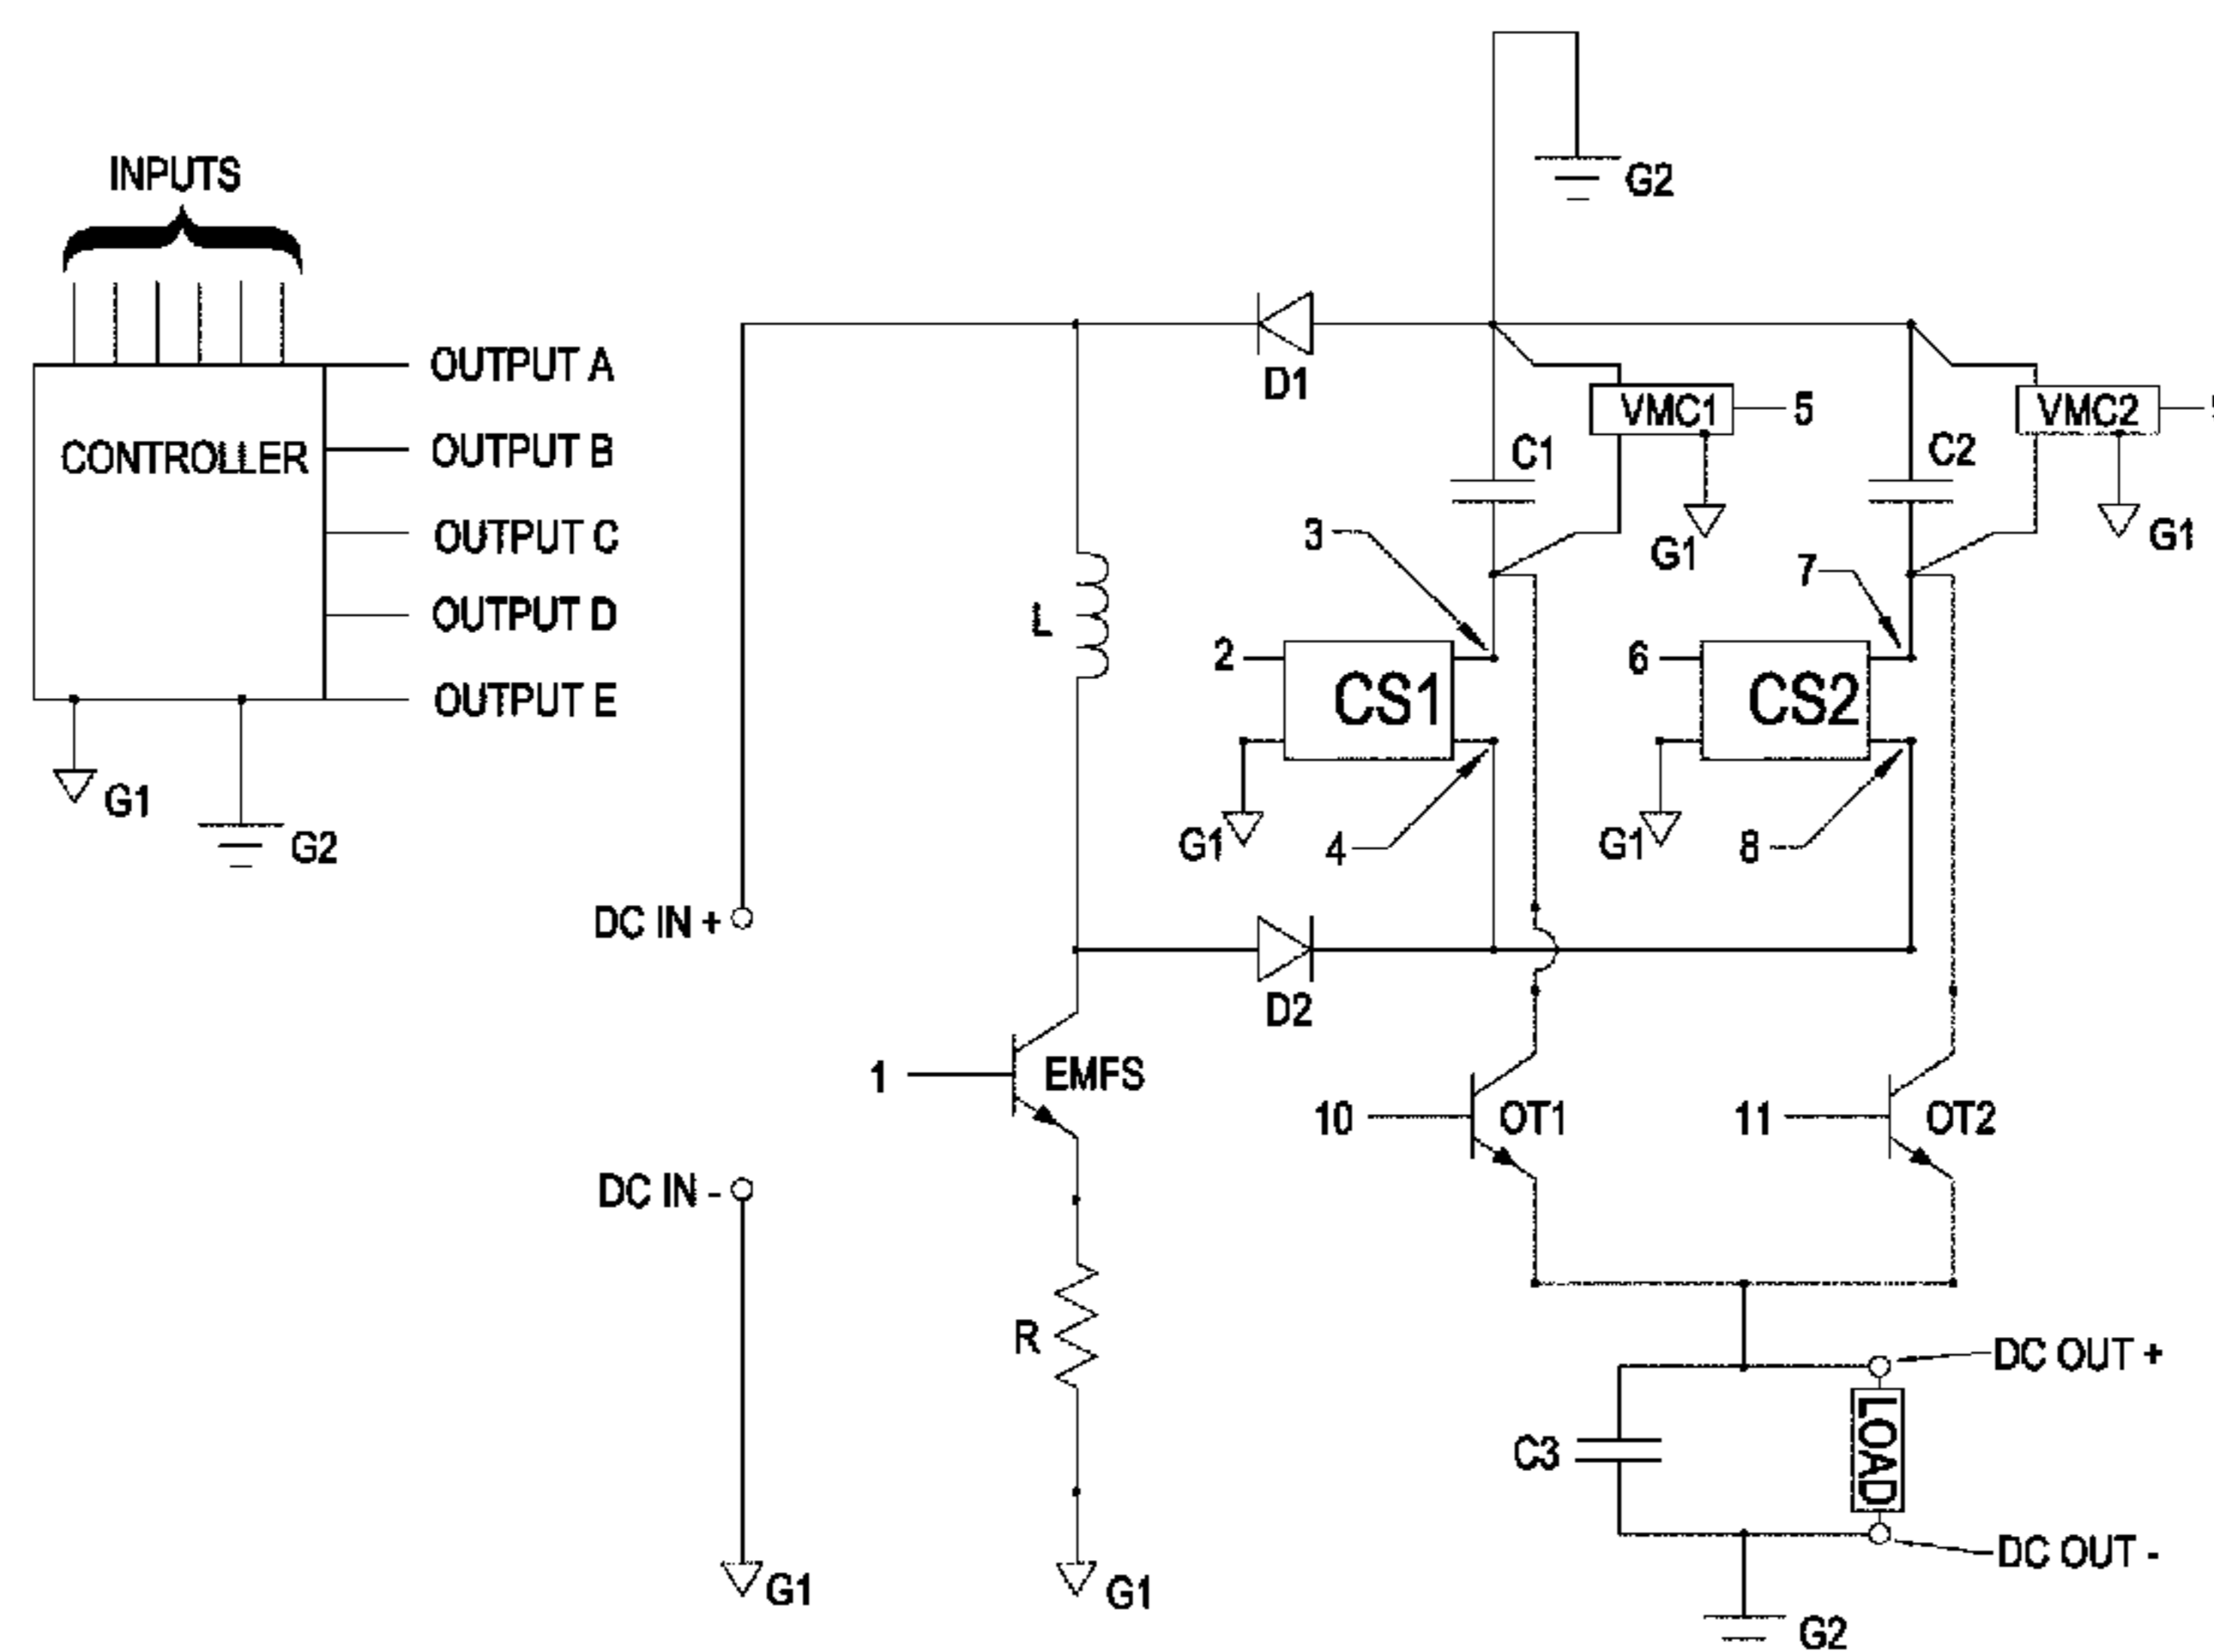 INPUTS
CONTROLLER
OUTPUT A
OUTPUT B
OUTPUT C
OUTPUT D
OUTPUT E
G1
G2
G2
D1
VMC1
5
G1
C1
VMC2
G1
C2
3
7
L
2
CS1
G1
4
6
CS2
G1
8
DC IN +
D2
1
EMFS
10
OT1
11
OT2
DC IN -
R
G1
G1
DC OUT +
C3
LOAD
DC OUT -
G2